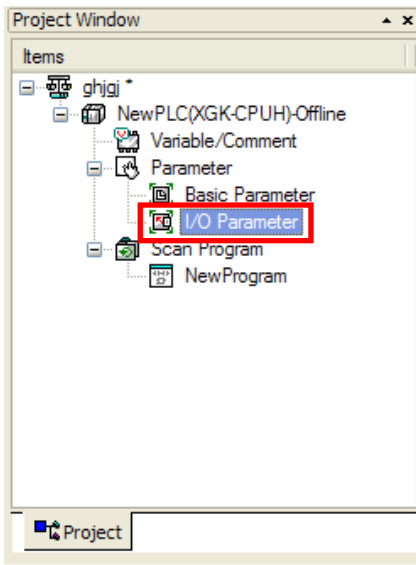 Project Window
Items
ghjgj *
NewPLC(XGK-CPUH)-Offline
Variable/Comment
Parameter
Basic Parameter
I/O Parameter
Scan Program
NewProgram
Project